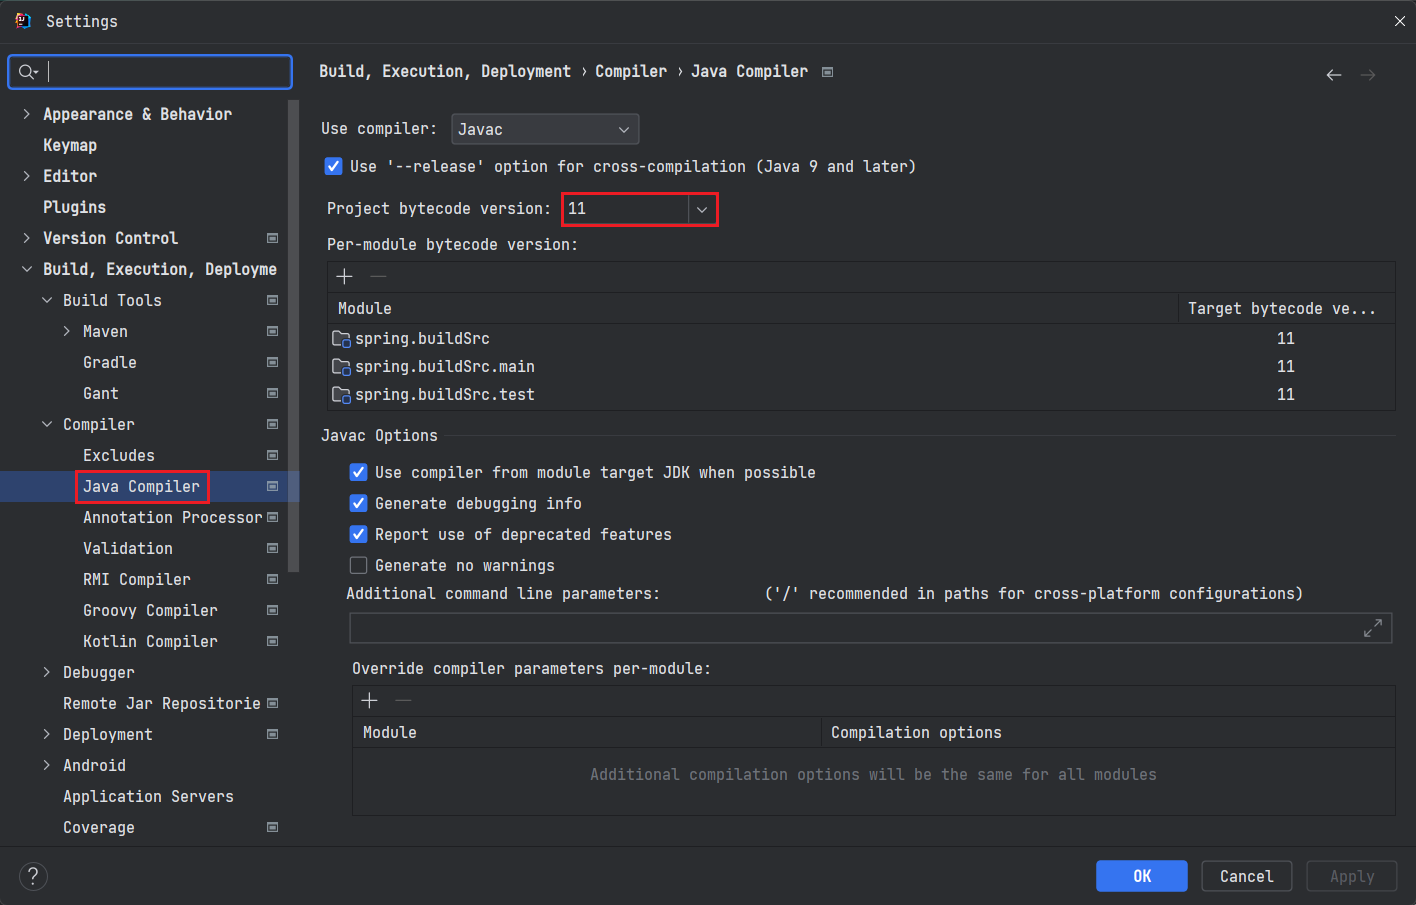 Settings
Appearance & Behavior
Keymap
Editor
Plugins
Version Control
Build, Execution, Deployme
Build Tools
Maven
Gradle
Gant
Compiler
Excludes
Java Compiler
Annotation Processor
Validation
RMI Compiler
Groovy Compiler
Kotlin Compiler
Debugger
Remote Jar Repositorie
Deployment
Android
Application Servers
Coverage
Build, Execution, Deployment › Compiler › Java Compiler
Use compiler: Javac
Use '--release' option for cross-compilation (Java 9 and later)
Project bytecode version: 11
Per-module bytecode version:
Module Target bytecode ve...
spring.buildSrc 11
spring.buildSrc.main 11
spring.buildSrc.test 11
Javac Options
Use compiler from module target JDK when possible
Generate debugging info
Report use of deprecated features
Generate no warnings
Additional command line parameters: ('/' recommended in paths for cross-platform configurations)
Override compiler parameters per-module:
Module Compilation options
Additional compilation options will be the same for all modules
? OK Cancel Apply